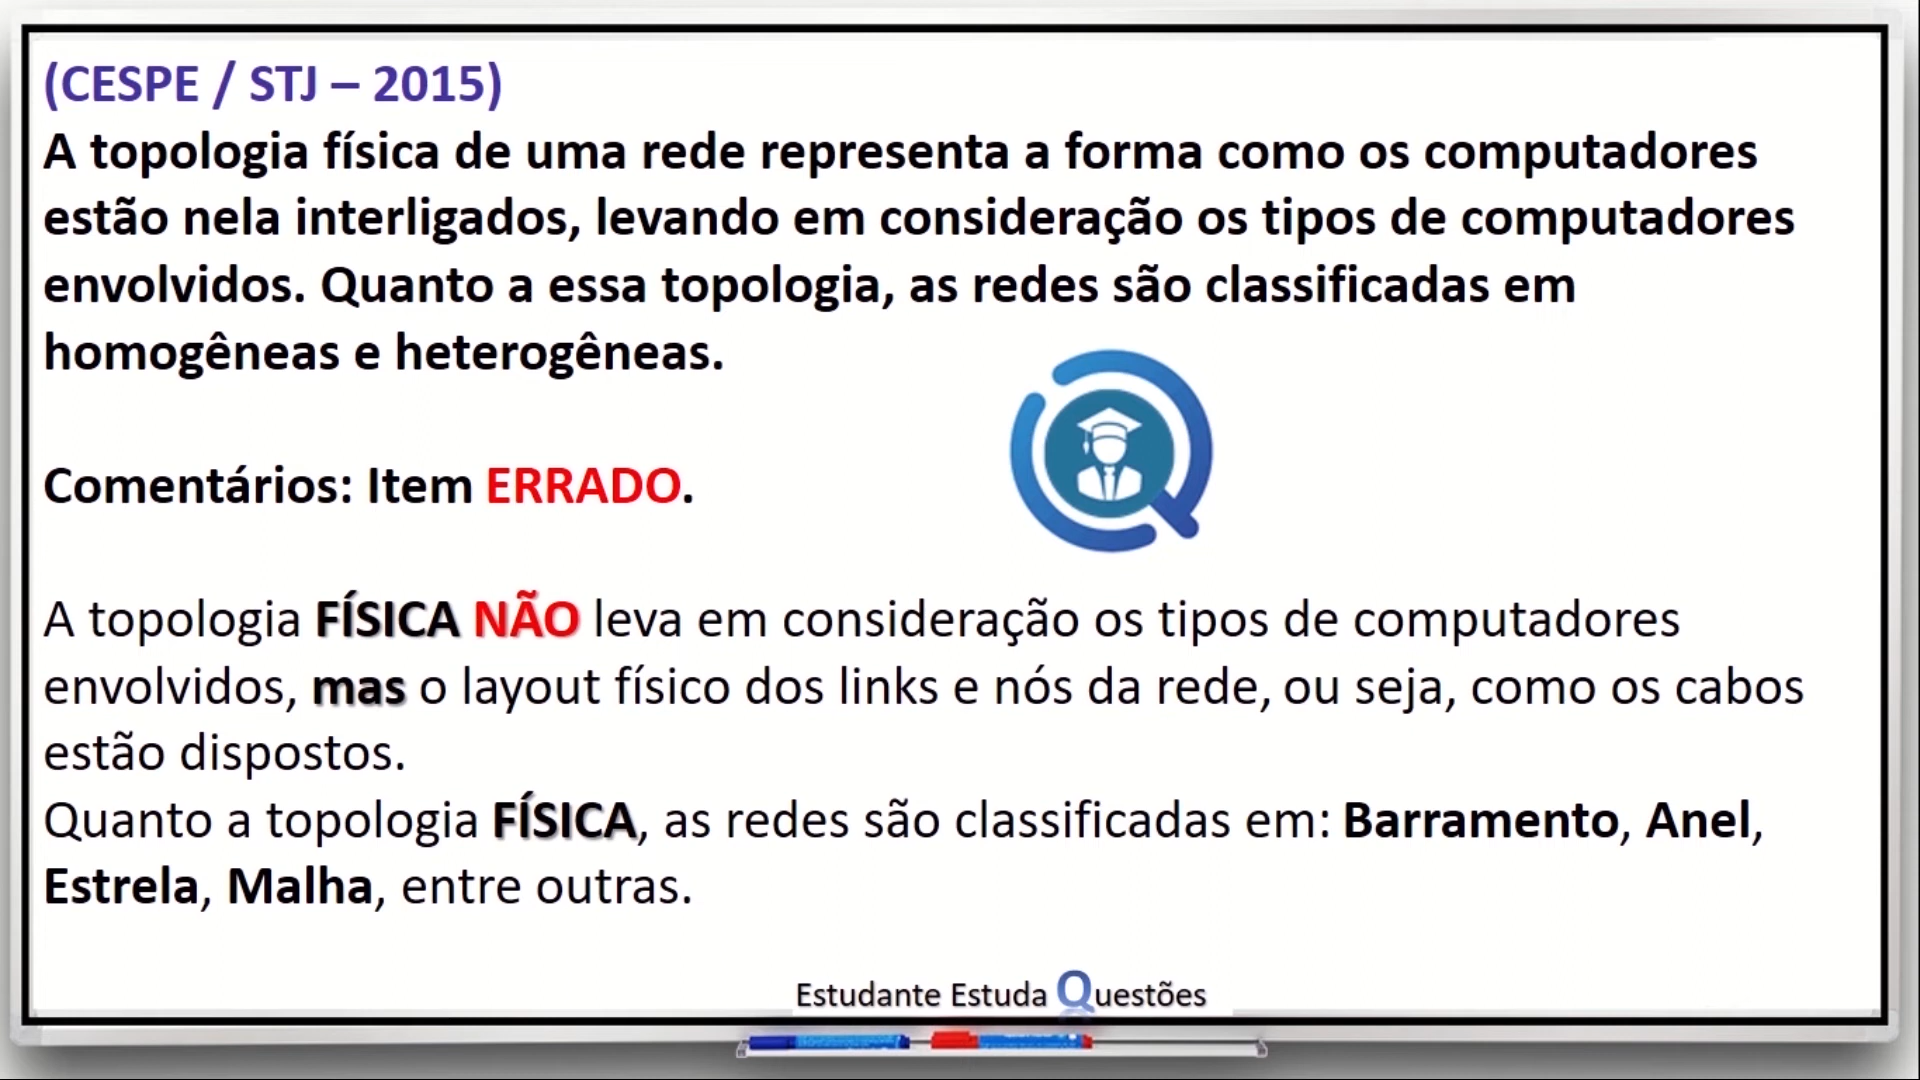 (CESPE / STJ – 2015)
A topologia física de uma rede representa a forma como os computadores
estão nela interligados, levando em consideração os tipos de computadores
envolvidos. Quanto a essa topologia, as redes são classificadas em
homogêneas e heterogêneas.
Comentários: Item ERRADO.
A topologia FÍSICA NÃO leva em consideração os tipos de computadores
envolvidos, mas o layout físico dos links e nós da rede, ou seja, como os cabos
estão dispostos.
Quanto a topologia FÍSICA, as redes são classificadas em: Barramento, Anel,
Estrela, Malha, entre outras.
Estudante Estuda Questões